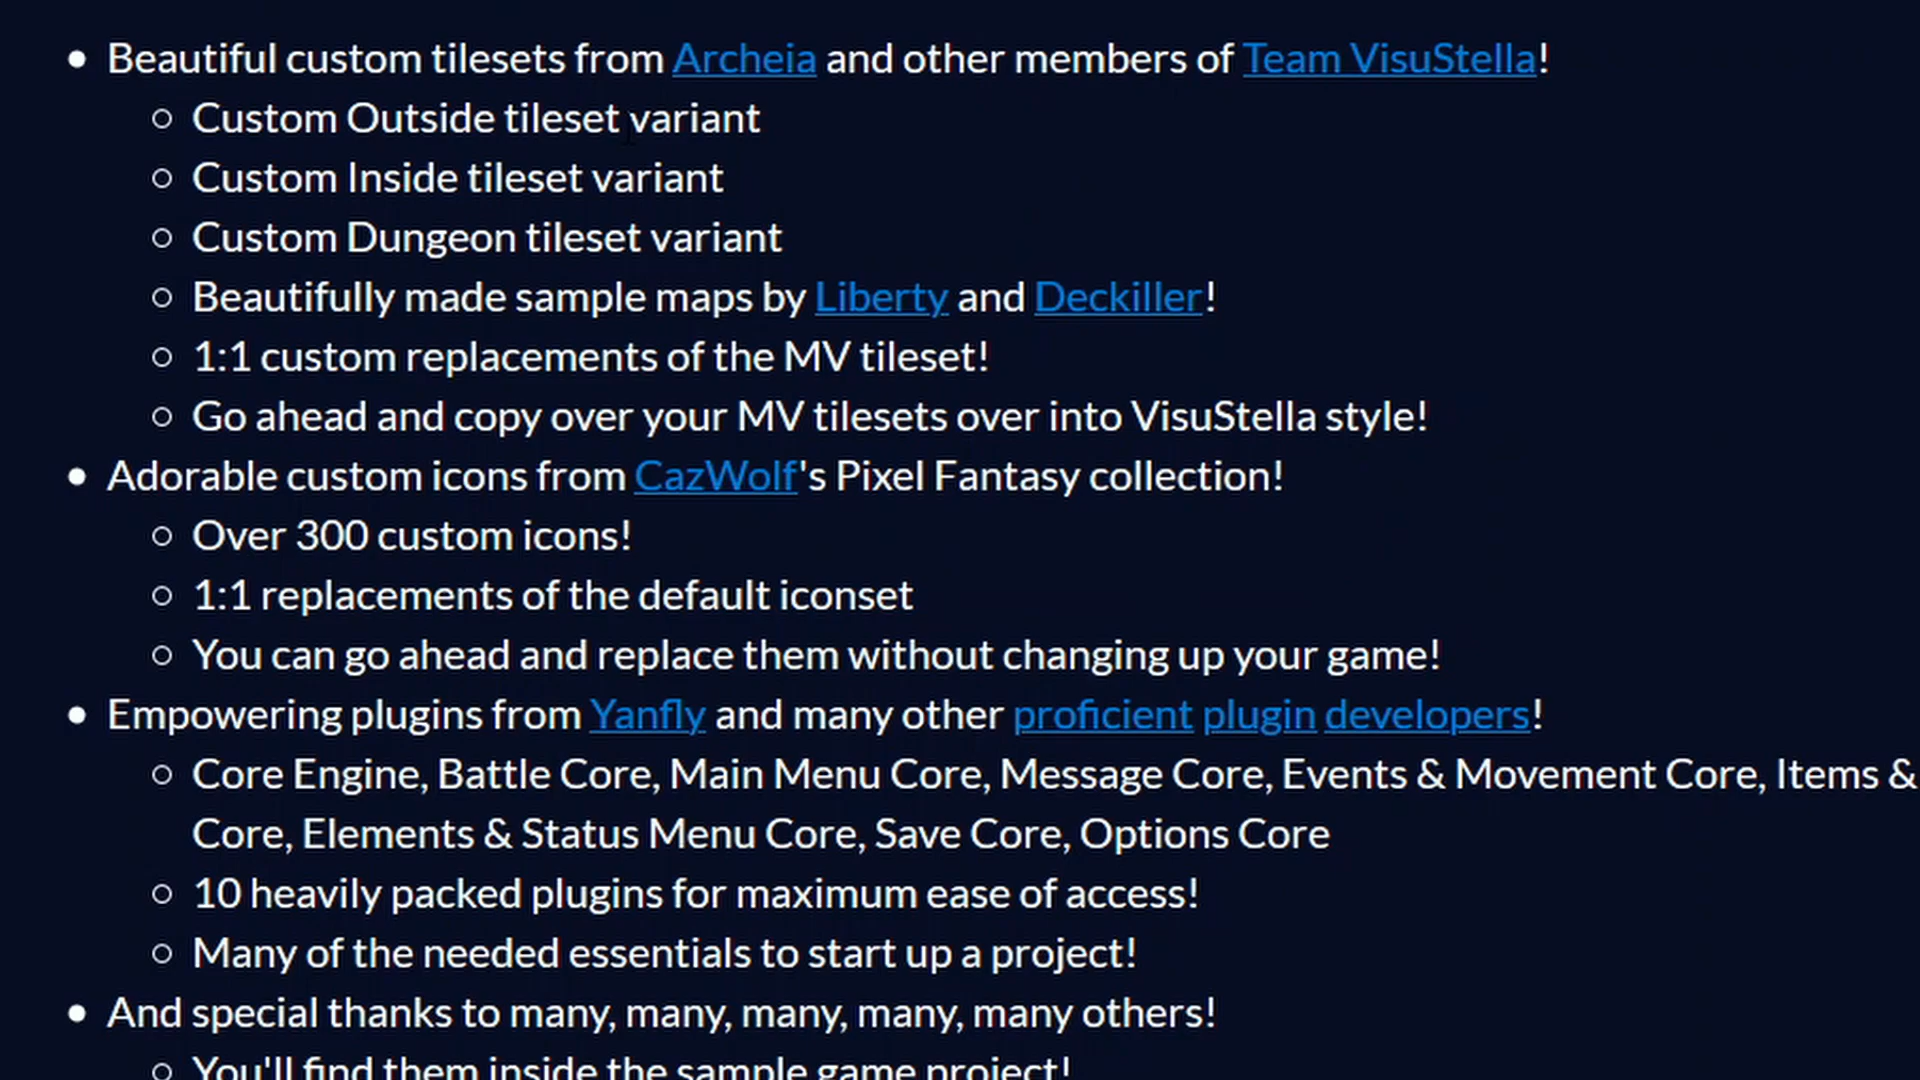 Beautiful custom tilesets from Archeia and other members of Team VisuStella!
Custom Outside tileset variant
Custom Inside tileset variant
Custom Dungeon tileset variant
Beautifully made sample maps by Liberty and Deckiller!
1:1 custom replacements of the MV tileset!
Go ahead and copy over your MV tilesets over into VisuStella style!
Adorable custom icons from CazWolf's Pixel Fantasy collection!
Over 300 custom icons!
1:1 replacements of the default iconset
You can go ahead and replace them without changing up your game!
Empowering plugins from Yanfly and many other proficient plugin developers!
Core Engine, Battle Core, Main Menu Core, Message Core, Events & Movement Core, Items &
Core, Elements & Status Menu Core, Save Core, Options Core
10 heavily packed plugins for maximum ease of access!
Many of the needed essentials to start up a project!
And special thanks to many, many, many, many, many others!
You'll find them inside the sample game project!